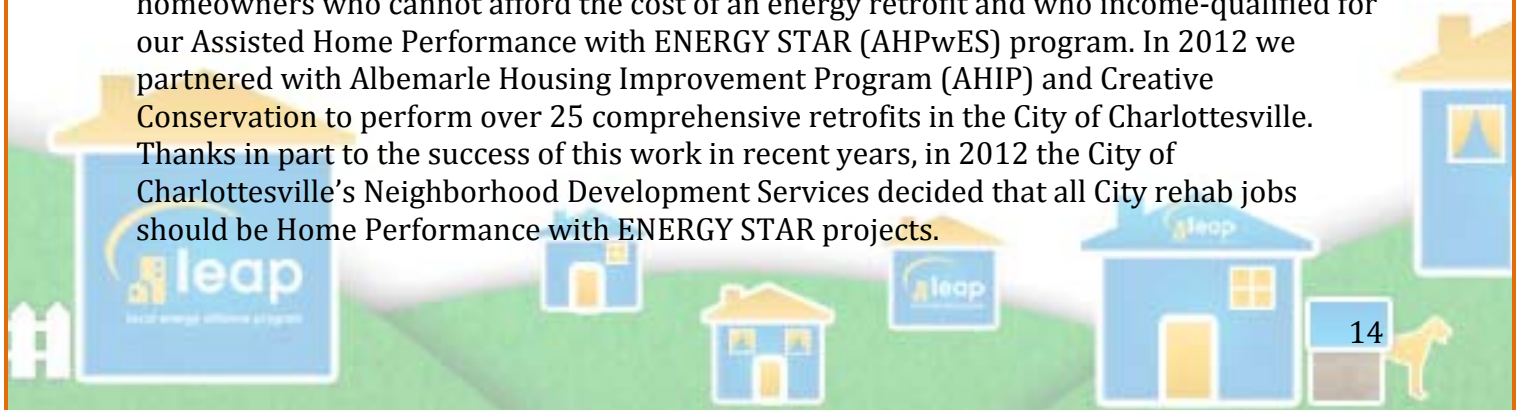 homeowners who cannot afford the cost of an energy retrofit and who income-qualified for
our Assisted Home Performance with ENERGY STAR (AHPwES) program. In 2012 we
partnered with Albemarle Housing Improvement Program (AHIP) and Creative
Conservation to perform over 25 comprehensive retrofits in the City of Charlottesville.
Thanks in part to the success of this work in recent years, in 2012 the City of
Charlottesville’s Neighborhood Development Services decided that all City rehab jobs
should be Home Performance with ENERGY STAR projects.
leap
leap
leap
local energy alliance program
14